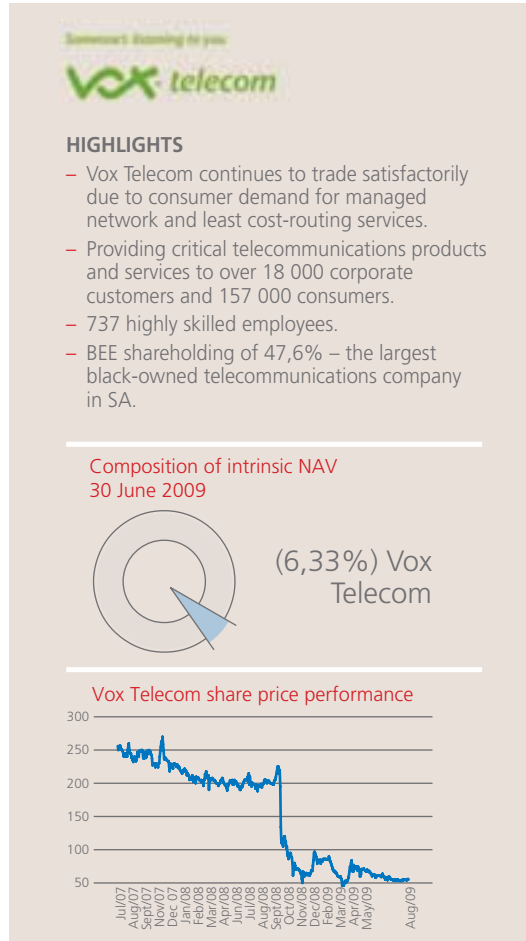 Someone's listening to you
vox telecom
HIGHLIGHTS
– Vox Telecom continues to trade satisfactorily
due to consumer demand for managed
network and least cost-routing services.
– Providing critical telecommunications products
and services to over 18 000 corporate
customers and 157 000 consumers.
– 737 highly skilled employees.
– BEE shareholding of 47,6% – the largest
black-owned telecommunications company
in SA.
Composition of intrinsic NAV
30 June 2009
(6,33%) Vox
Telecom
Vox Telecom share price performance
300
250
200
150
100
50
Jul/07
Aug/07
Sept/07
Nov/07
Dec 07
Jan/08
Feb/08
Mar/08
Apr/08
Jun/08
Jul/08
Aug/08
Sept/08
Oct/08
Nov/08
Dec/08
Feb/09
Mar/09
Apr/09
May/09
Aug/09